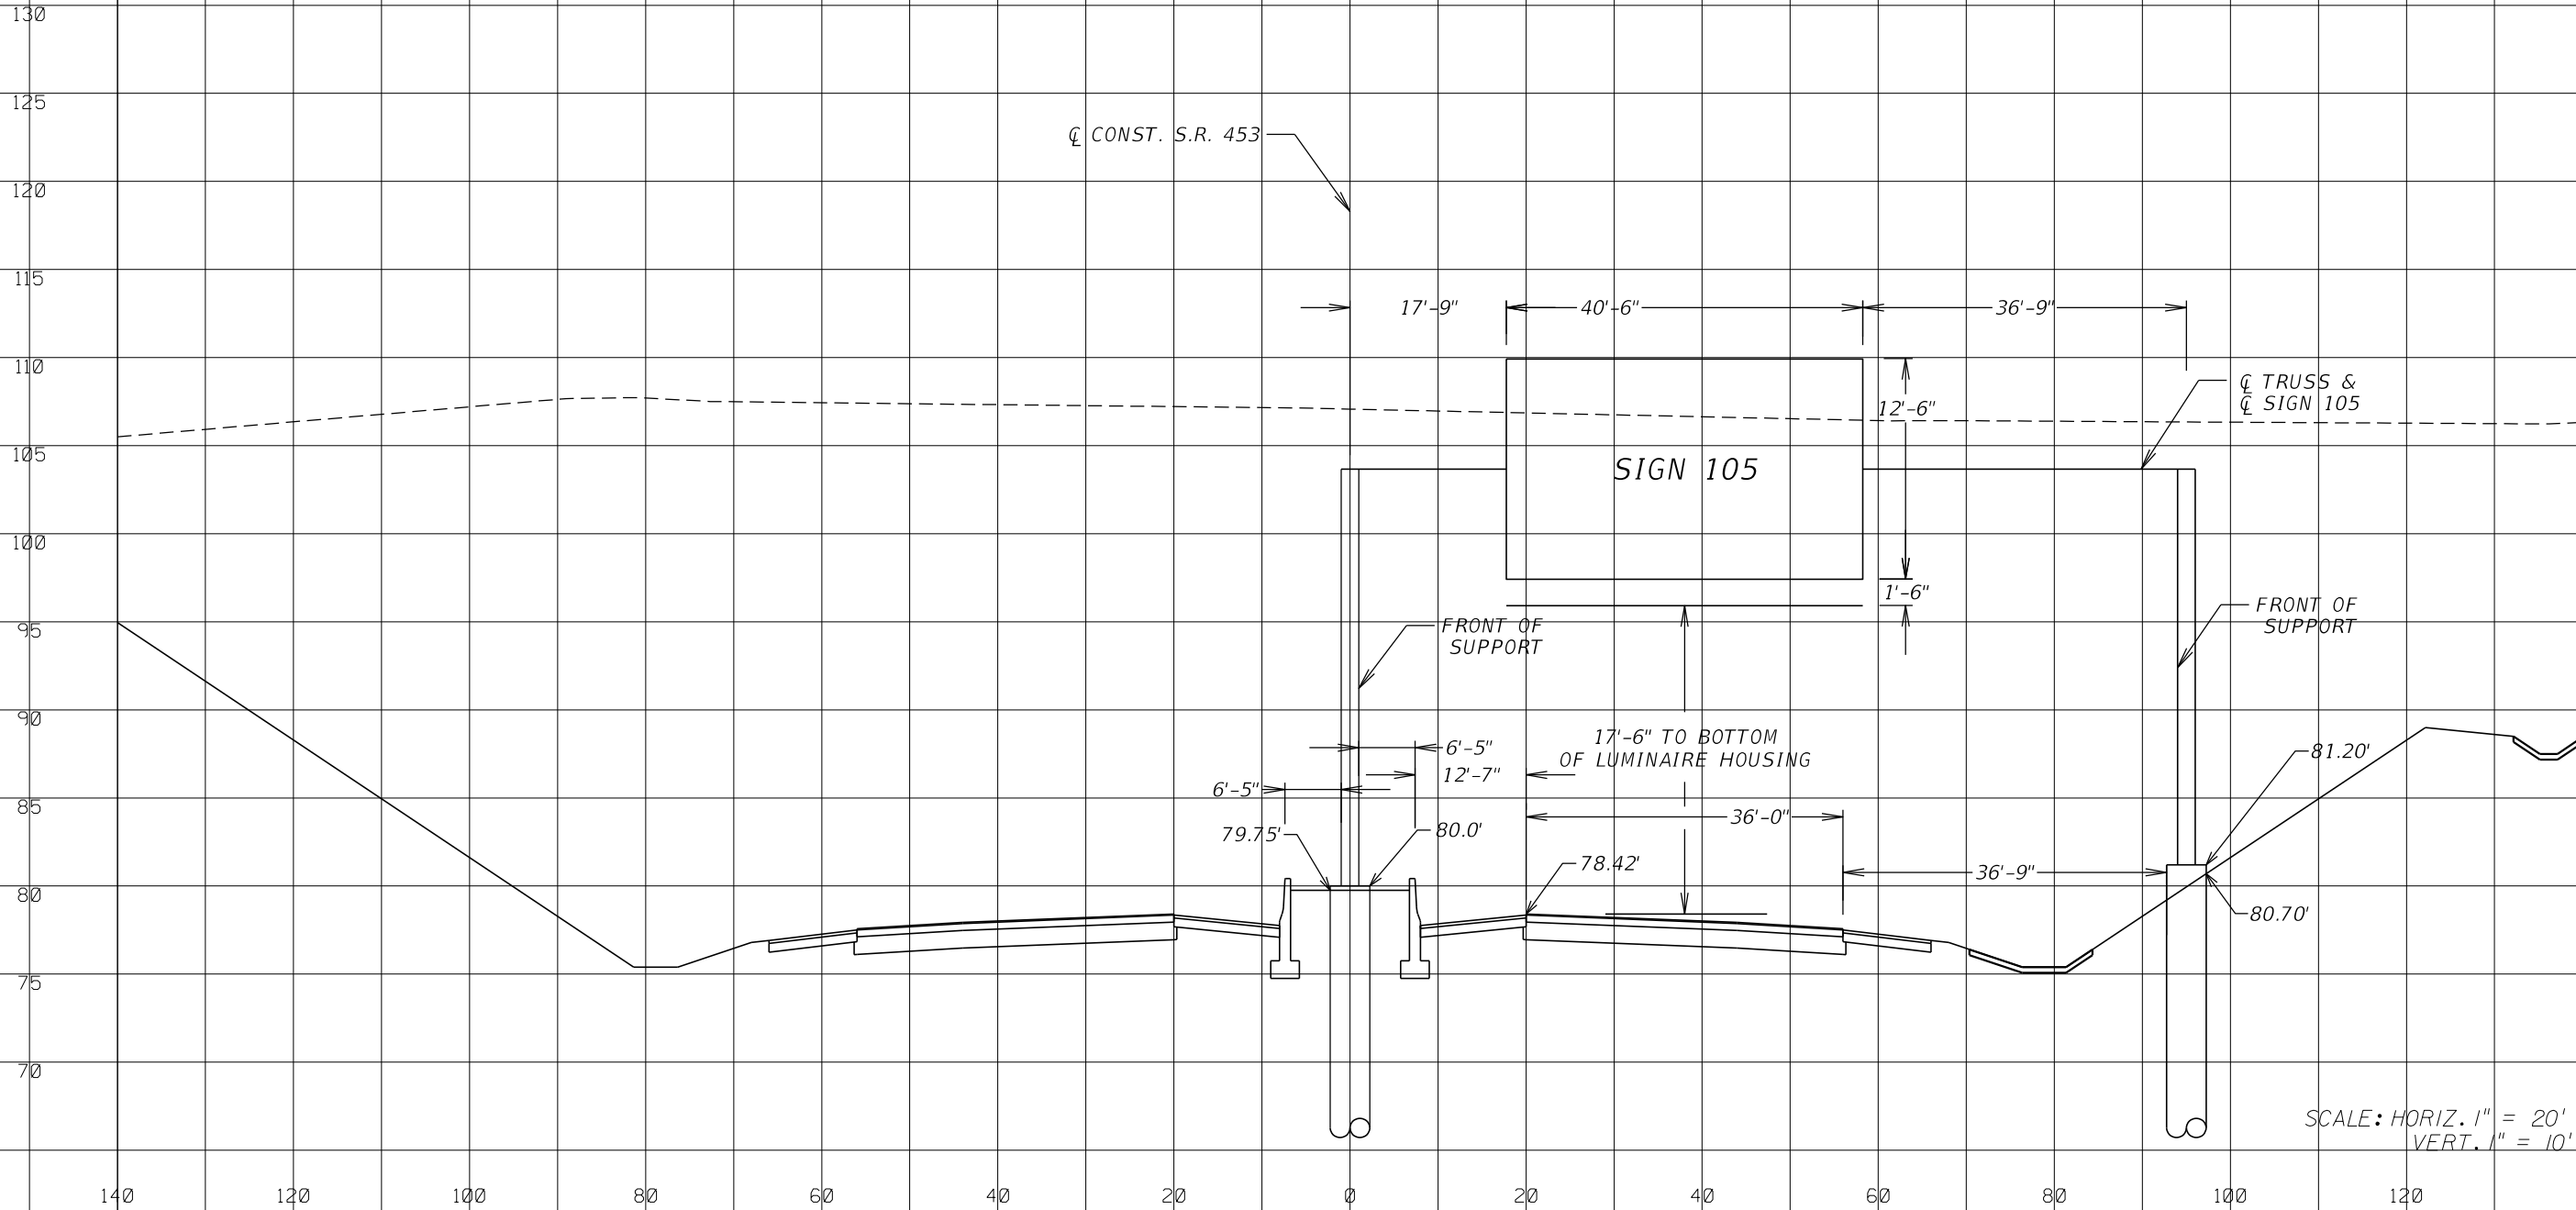 130
125
120
115
110
105
100
95
90
85
80
75
70
℄ CONST. S.R. 453
17'-9"
40'-6"
36'-9"
℄ TRUSS &
℄ SIGN 105
12'-6"
SIGN 105
1'-6"
FRONT OF
SUPPORT
FRONT OF
SUPPORT
17'-6" TO BOTTOM
OF LUMINAIRE HOUSING
6'-5"
12'-7"
6'-5"
81.20'
36'-0"
79.75'
80.0'
78.42'
36'-9"
80.70'
SCALE: HORIZ. 1" = 20'
VERT. 1" = 10'
140 120 100 80 60 40 20 0 20 40 60 80 100 120